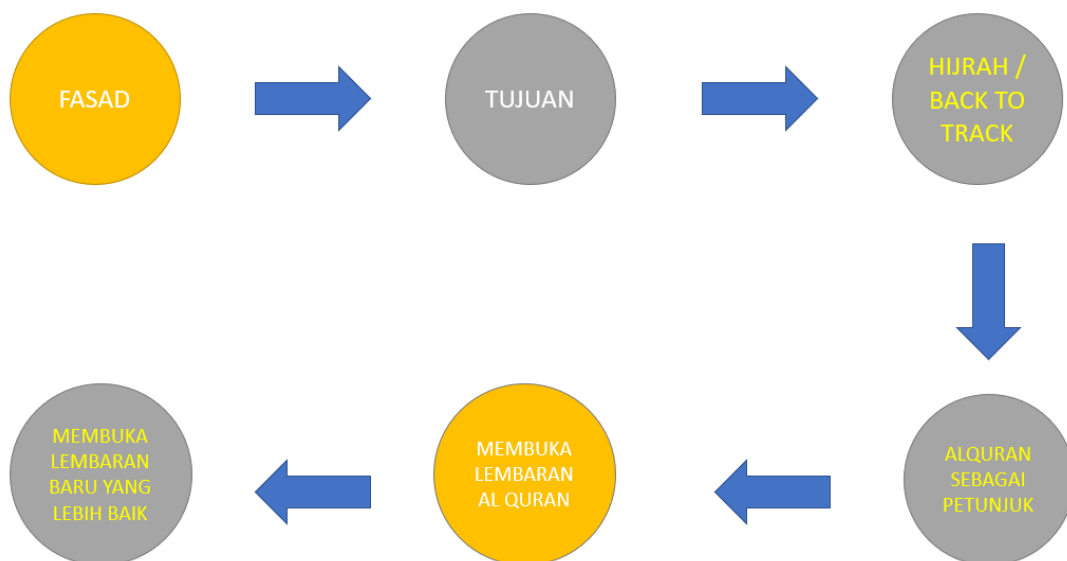 FASAD
TUJUAN
HIJRAH /
BACK TO
TRACK
ALQURAN
SEBAGAI
PETUNJUK
MEMBUKA
LEMBARAN
AL QURAN
MEMBUKA
LEMBARAN
BARU YANG
LEBIH BAIK